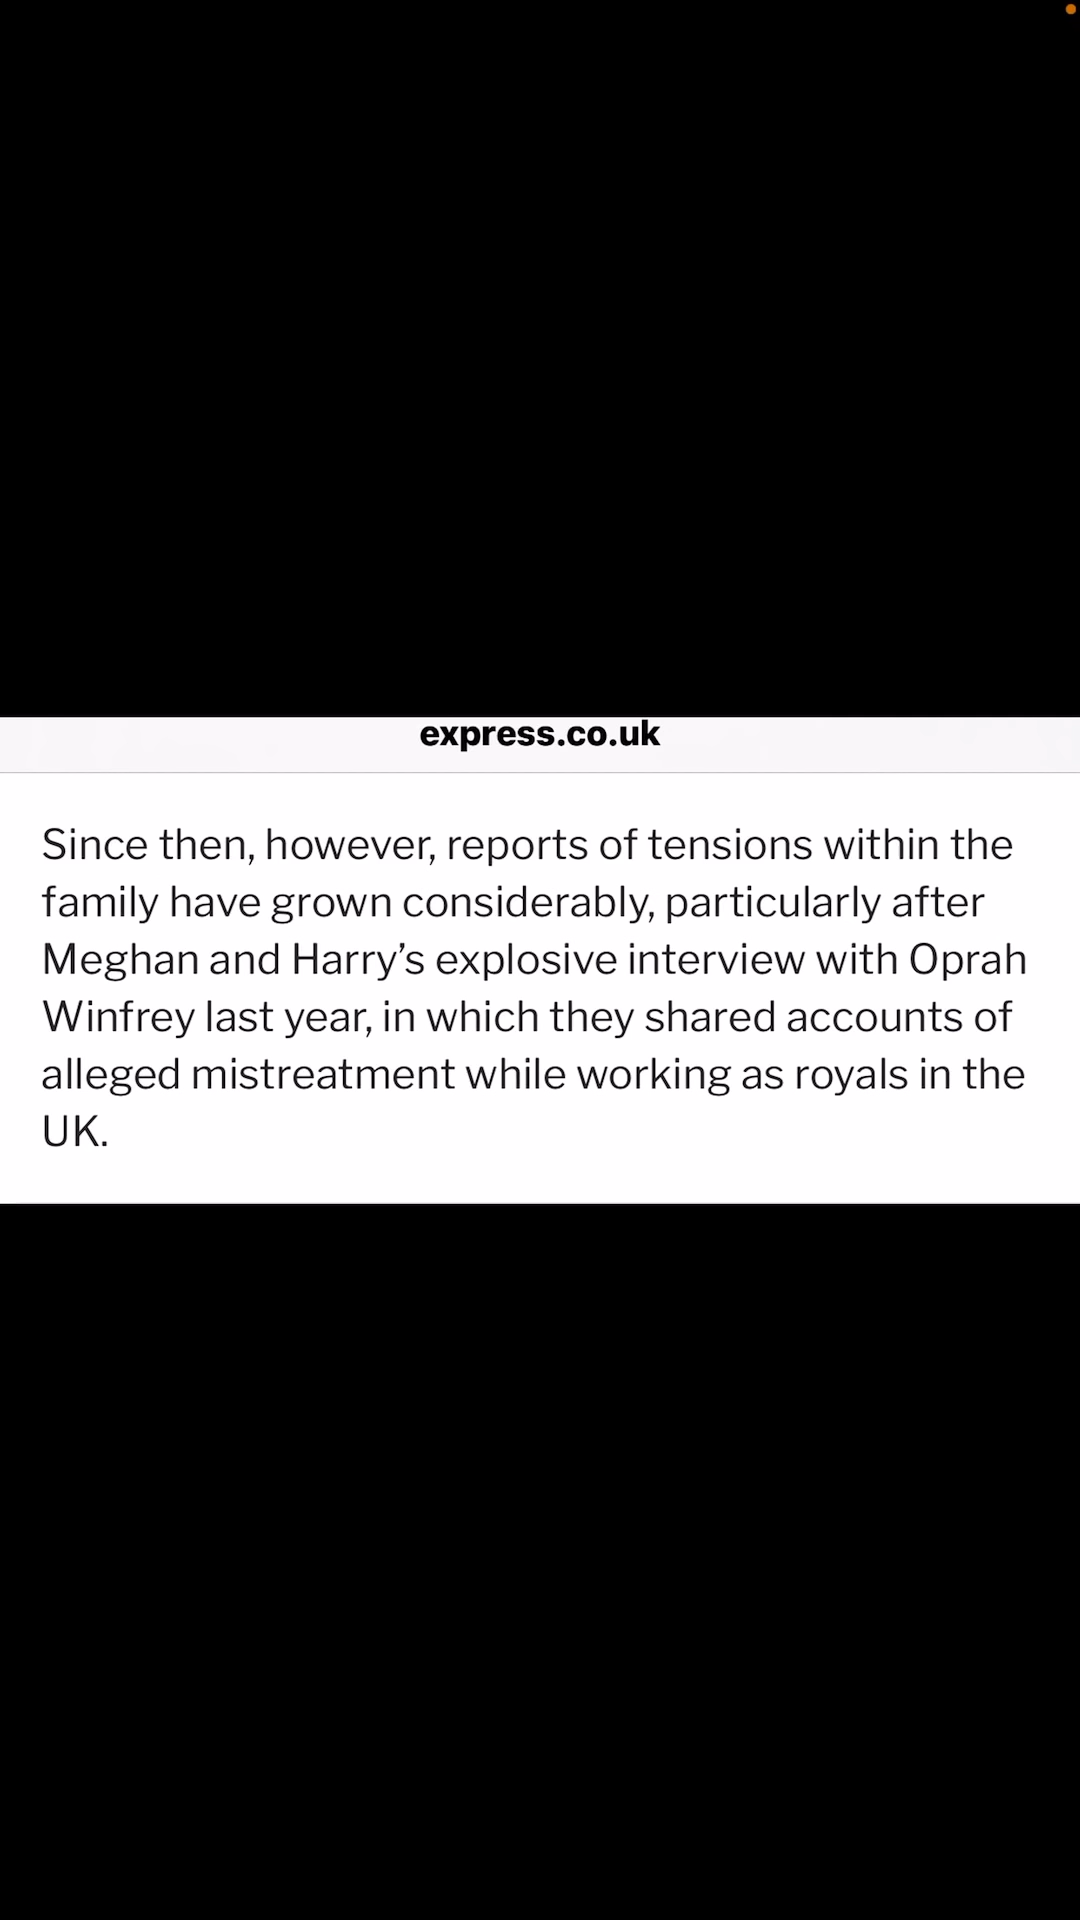 express.co.uk
Since then, however, reports of tensions within the
family have grown considerably, particularly after
Meghan and Harry’s explosive interview with Oprah
Winfrey last year, in which they shared accounts of
alleged mistreatment while working as royals in the
UK.